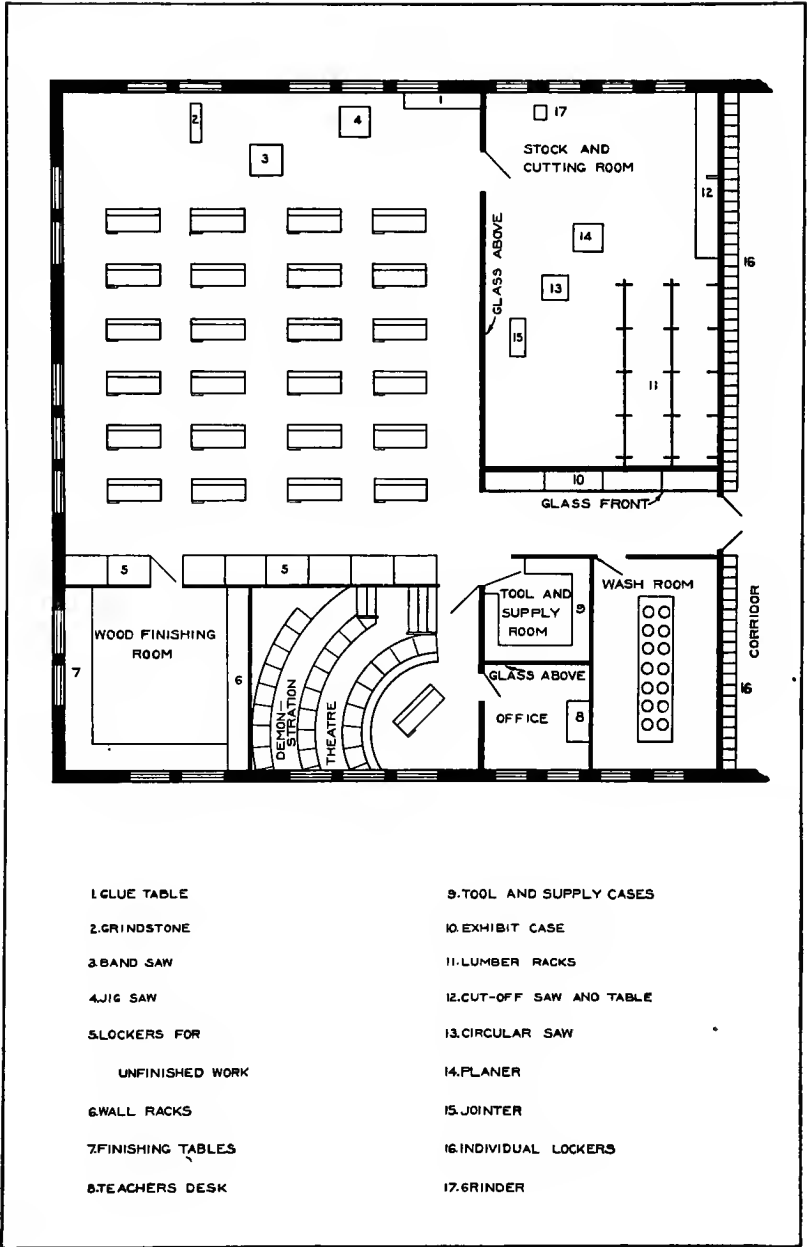 1
2
4
17
3
STOCK AND
CUTTING ROOM
12
14
GLASS ABOVE
16
13
15
11
10
GLASS FRONT
5
5
TOOL AND
SUPPLY
ROOM
9
WASH ROOM
WOOD FINISHING
ROOM
7
6
DEMON-
STRATION
THEATRE
GLASS ABOVE
OFFICE
8
CORRIDOR
16
1.GLUE TABLE
2.GRINDSTONE
3.BAND SAW
4.JIG SAW
5.LOCKERS FOR
UNFINISHED WORK
6.WALL RACKS
7.FINISHING TABLES
8.TEACHERS DESK
9.TOOL AND SUPPLY CASES
10.EXHIBIT CASE
11.LUMBER RACKS
12.CUT-OFF SAW AND TABLE
13.CIRCULAR SAW
14.PLANER
15.JOINTER
16.INDIVIDUAL LOCKERS
17.GRINDER